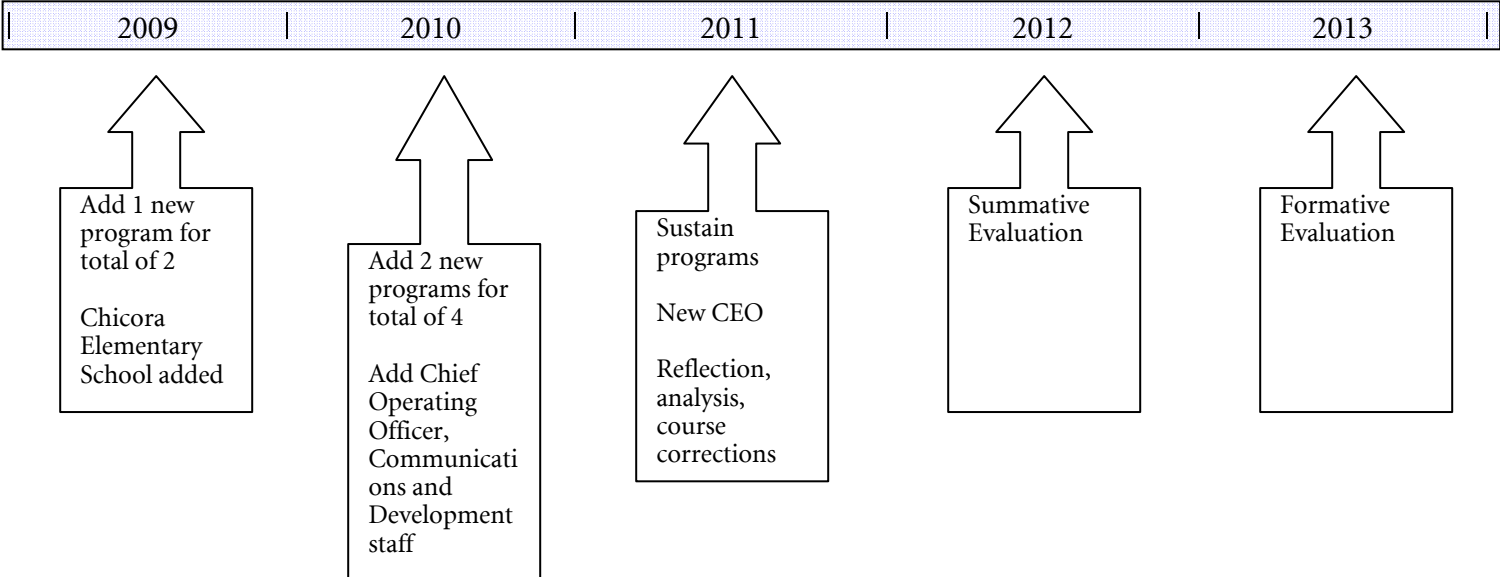 2009
2010
2011
2012
2013
Add 1 new
program for
total of 2
Chicora
Elementary
School added
Add 2 new
programs for
total of 4
Add Chief
Operating
Officer,
Communicati
ons and
Development
staff
Sustain
programs
New CEO
Reflection,
analysis,
course
corrections
Summative
Evaluation
Formative
Evaluation